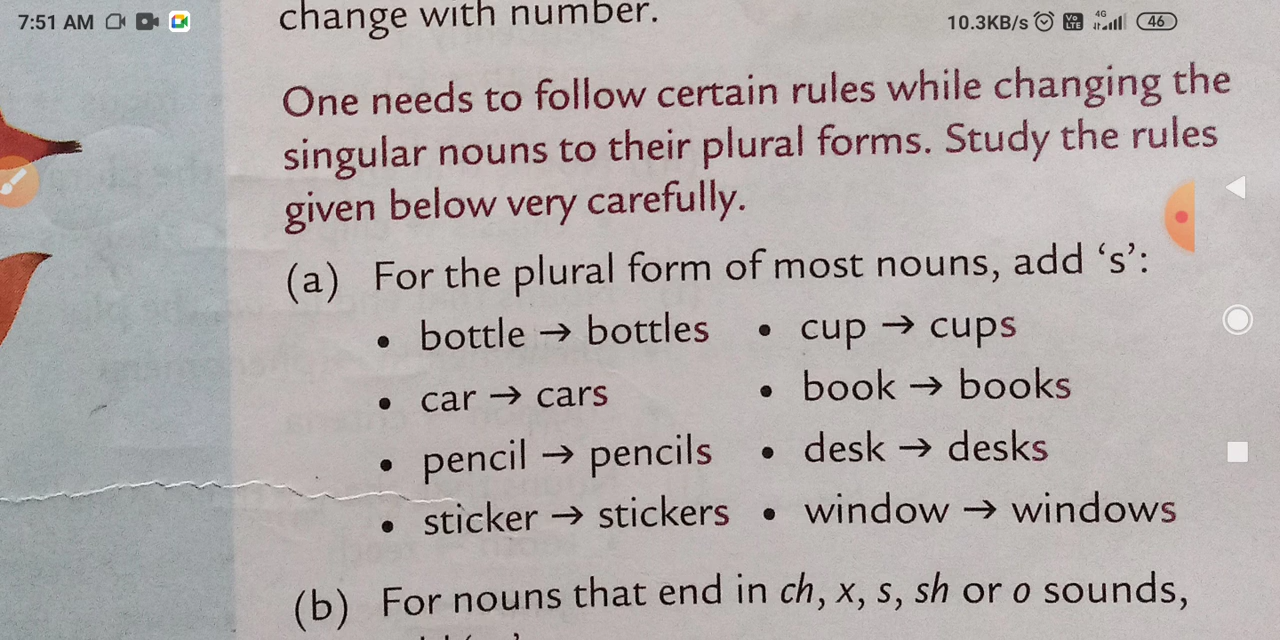 7:51 AM
10.3KB/s Vo LTE 4G 46
change with number.
One needs to follow certain rules while changing the
singular nouns to their plural forms. Study the rules
given below very carefully.
(a) For the plural form of most nouns, add ‘s’:
• bottle → bottles • cup → cups
• car → cars • book → books
• pencil → pencils • desk → desks
• sticker → stickers • window → windows
(b) For nouns that end in ch, x, s, sh or o sounds,